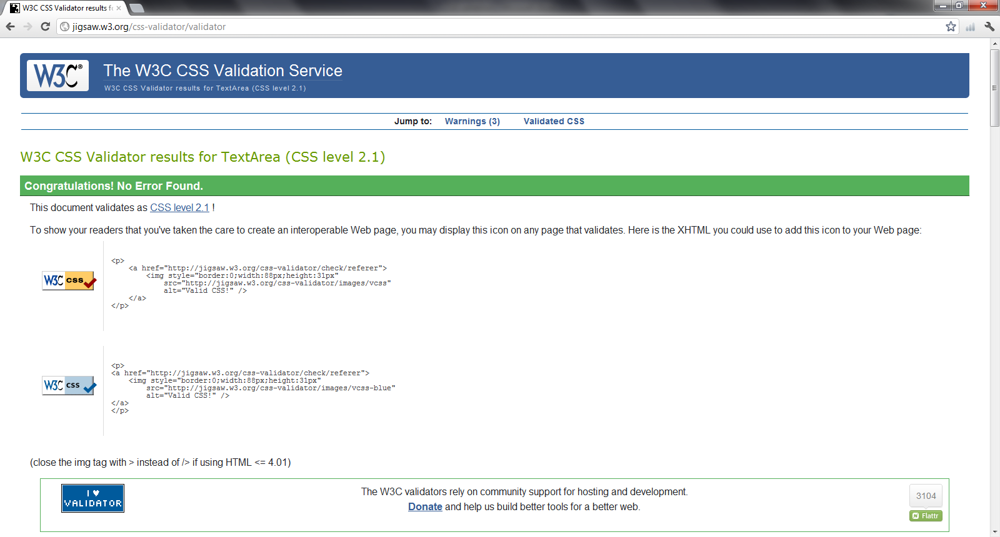 W3C CSS Validator results f
jigsaw.w3.org/css-validator/validator
W3C®
The W3C CSS Validation Service
W3C CSS Validator results for TextArea (CSS level 2.1)
Jump to: Warnings (3) Validated CSS
W3C CSS Validator results for TextArea (CSS level 2.1)
Congratulations! No Error Found.
This document validates as CSS level 2.1 !
To show your readers that you've taken the care to create an interoperable Web page, you may display this icon on any page that validates. Here is the XHTML you could use to add this icon to your Web page:
W3C css
<p>
<a href="http://jigsaw.w3.org/css-validator/check/referer">
<img style="border:0;width:88px;height:31px"
src="http://jigsaw.w3.org/css-validator/images/vcss"
alt="Valid CSS!" />
</a>
</p>
W3C css
<p>
<a href="http://jigsaw.w3.org/css-validator/check/referer">
<img style="border:0;width:88px;height:31px"
src="http://jigsaw.w3.org/css-validator/images/vcss-blue"
alt="Valid CSS!" />
</a>
</p>
(close the img tag with > instead of /> if using HTML <= 4.01)
I ♥
VALIDATOR
The W3C validators rely on community support for hosting and development.
Donate and help us build better tools for a better web.
3104
Flattr